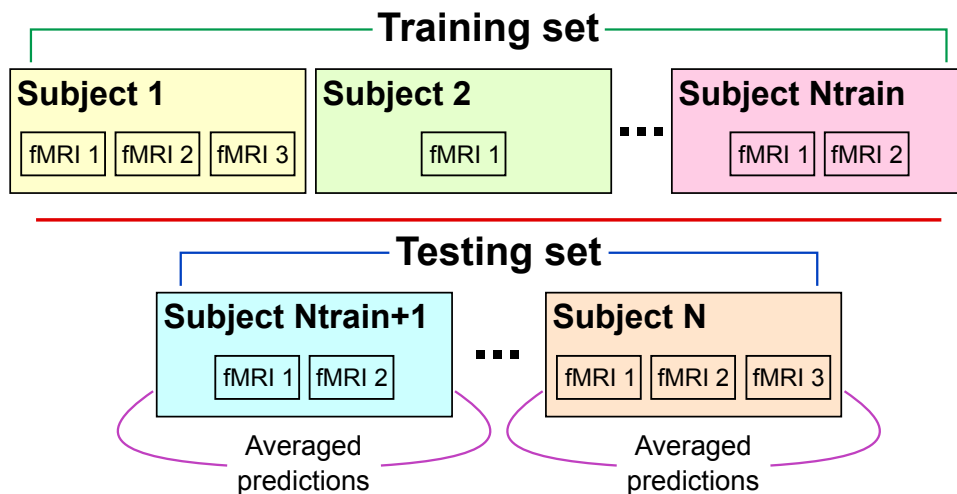 Training set
Subject 1
fMRI 1 fMRI 2 fMRI 3
Subject 2
fMRI 1
Subject Ntrain
fMRI 1 fMRI 2
Testing set
Subject Ntrain+1
fMRI 1 fMRI 2
Subject N
fMRI 1 fMRI 2 fMRI 3
Averaged
predictions
Averaged
predictions